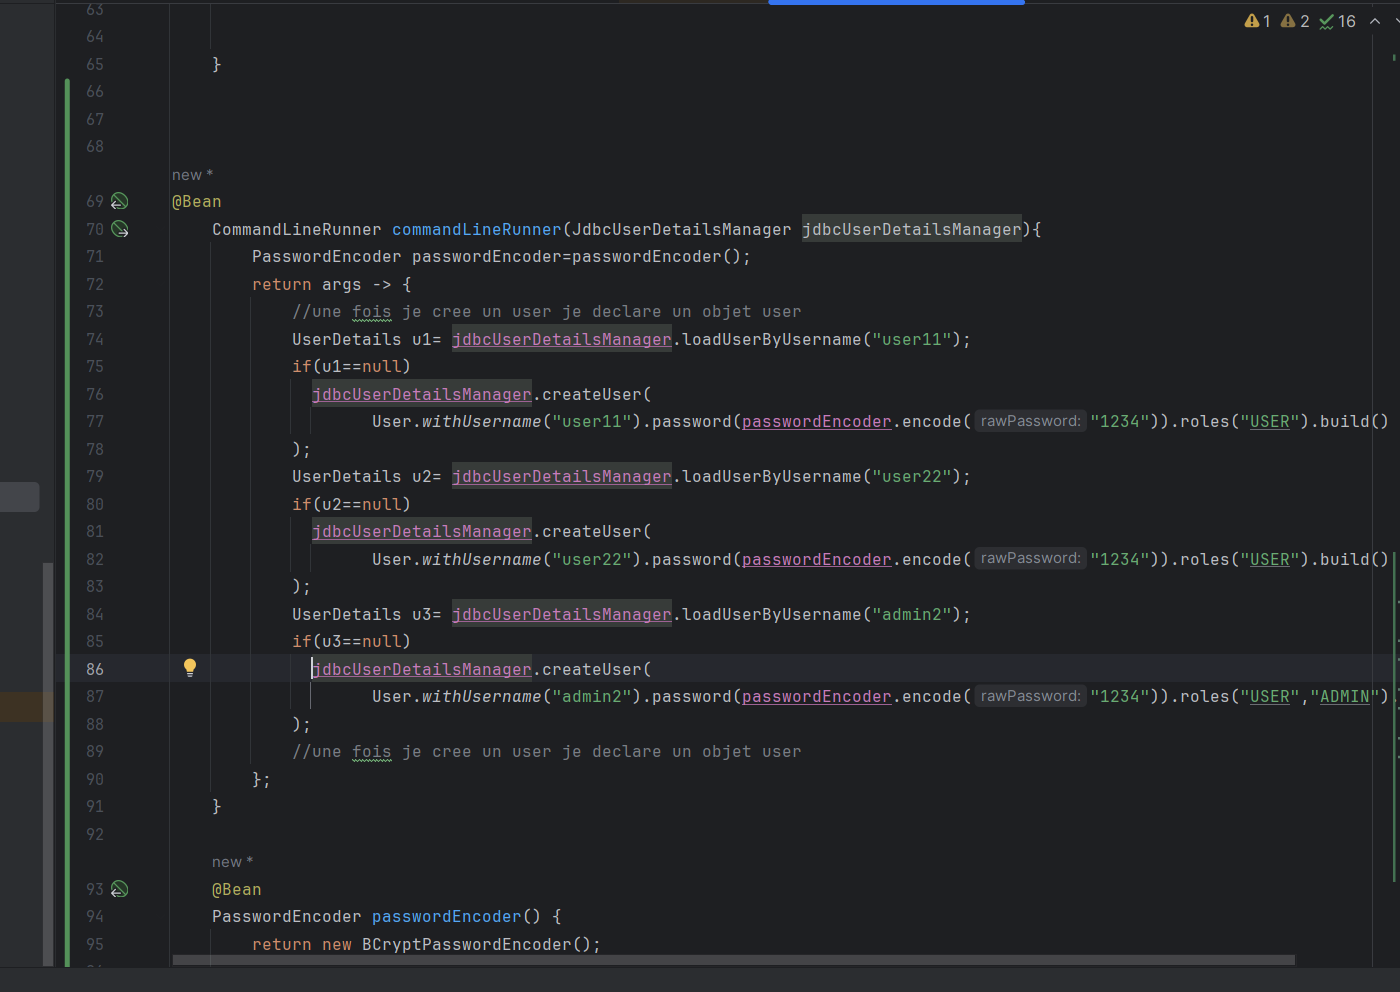 1 2 16
63
64
65 }
66
67
68
new *
69 @Bean
70 CommandLineRunner commandLineRunner(JdbcUserDetailsManager jdbcUserDetailsManager){
71 PasswordEncoder passwordEncoder=passwordEncoder();
72 return args -> {
73 //une fois je cree un user je declare un objet user
74 UserDetails u1= jdbcUserDetailsManager.loadUserByUsername("user11");
75 if(u1==null)
76 jdbcUserDetailsManager.createUser(
77 User.withUsername("user11").password(passwordEncoder.encode( rawPassword: "1234")).roles("USER").build()
78 );
79 UserDetails u2= jdbcUserDetailsManager.loadUserByUsername("user22");
80 if(u2==null)
81 jdbcUserDetailsManager.createUser(
82 User.withUsername("user22").password(passwordEncoder.encode( rawPassword: "1234")).roles("USER").build()
83 );
84 UserDetails u3= jdbcUserDetailsManager.loadUserByUsername("admin2");
85 if(u3==null)
86 jdbcUserDetailsManager.createUser(
87 User.withUsername("admin2").password(passwordEncoder.encode( rawPassword: "1234")).roles("USER","ADMIN").
88 );
89 //une fois je cree un user je declare un objet user
90 };
91 }
92
new *
93 @Bean
94 PasswordEncoder passwordEncoder() {
95 return new BCryptPasswordEncoder();